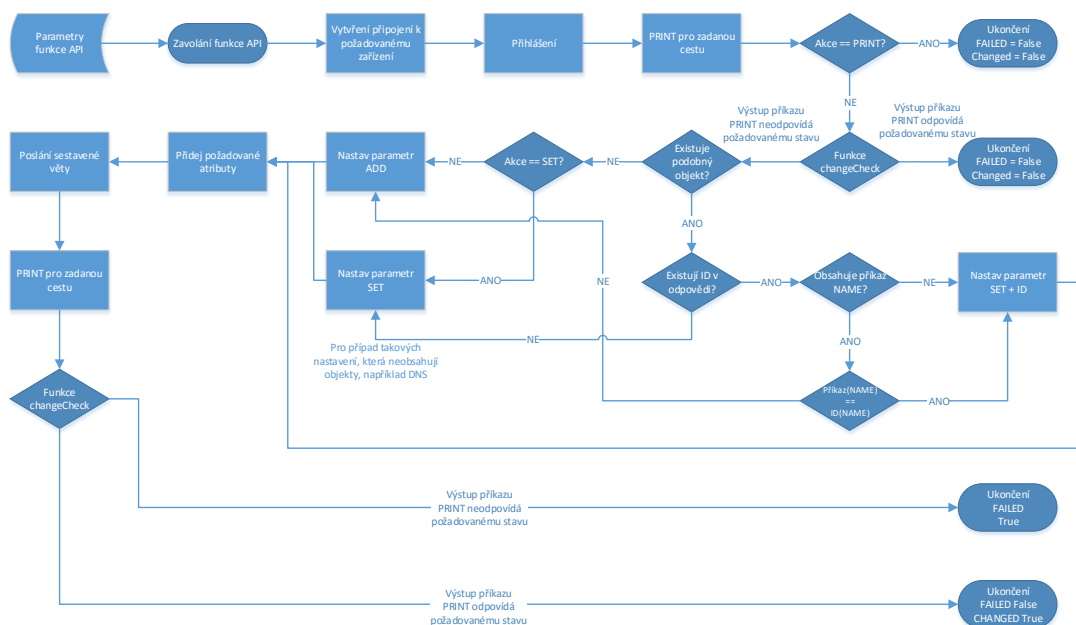 Parametry
funkce API
Zavolání funkce API
Vytvření připojení k
požadovanému
zařízení
Přihlášení
PRINT pro zadanou
cestu
Akce == PRINT?
ANO
Ukončení
FAILED = False
Changed = False
NE
Výstup příkazu
PRINT neodpovídá
požadovanému stavu
Výstup příkazu
PRINT odpovídá
požadovanému stavu
Poslání sestavené
věty
Přidej požadované
atributy
Nastav parametr
ADD
NE
Akce == SET?
NE
Existuje
podobný
objekt?
Funkce
changeCheck
Ukončení
FAILED = False
Changed = False
ANO
PRINT pro zadanou
cestu
Nastav parametr
SET
ANO
NE
Existují ID v
odpovědi?
ANO
Obsahuje příkaz
NAME?
NE
Nastav parametr
SET + ID
NE
Pro případ takových
nastavení, která neobsahují
objekty, například DNS
ANO
Funkce
changeCheck
Příkaz(NAME)
==
ID(NAME)
ANO
Výstup příkazu
PRINT neodpovídá
požadovanému stavu
Ukončení
FAILED
True
Výstup příkazu
PRINT odpovídá
požadovanému stavu
Ukončení
FAILED False
CHANGED True